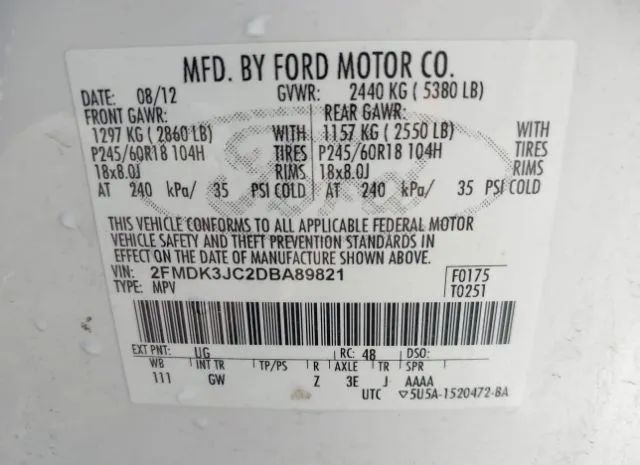 MFD. BY FORD MOTOR CO.
DATE: 08/12 GVWR: 2440 KG ( 5380 LB)
FRONT GAWR: REAR GAWR:
1297 KG ( 2860 LB) WITH 1157 KG ( 2550 LB) WITH
P245/60R18 104H TIRES P245/60R18 104H TIRES
18x8.0J RIMS 18x8.0J RIMS
AT 240 kPa/ 35 PSI COLD AT 240 kPa/ 35 PSI COLD
THIS VEHICLE CONFORMS TO ALL APPLICABLE FEDERAL MOTOR
VEHICLE SAFETY AND THEFT PREVENTION STANDARDS IN
EFFECT ON THE DATE OF MANUFACTURE SHOWN ABOVE.
VIN: 2FMDK3JC2DBA89821 F0175
TYPE: MPV T0251
EXT PNT: UG RC: 48 DSO:
WB INT TR TP/PS R AXLE TR SPR
111 GW Z 3E J AAAA
UTC ▽5U5A-1520472-BA
Ford